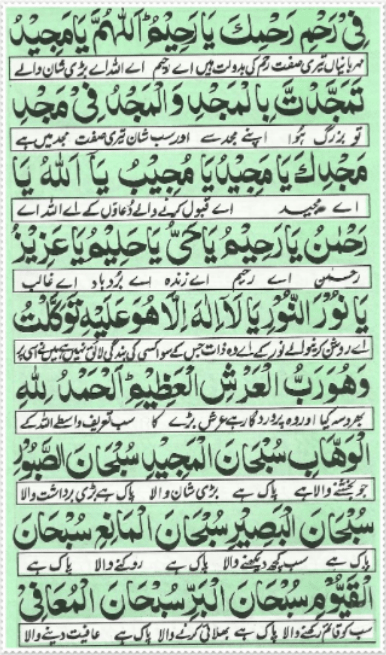 فِيْ رَحْمِ رَحْمِكَ يَا رَحِيْمُ اَللّٰهُمَّ يَا مَجِيْدُ
مہربانیاں تیری صفت رحم کی بدولت ہیں اے رحیم اے اللہ اے بڑی شان والے
تَمَجَّدْتَّ بِالْمَجْدِ وَالْمَجْدُ فِيْ مَجْدِ
تو بزرگ ہوا اپنے مجد سے اور سب شان تیری صفت مجد میں ہے
مَجْدِكَ يَا مَجِيْدُ يَا مُجِيْبُ يَا اَللّٰهُ يَا
اے مجید اے قبول کرنے والے دعاؤں کے اے اللہ اے
رَحْمٰنُ يَا رَحِيْمُ يَا حَيُّ يَا حَلِيْمُ يَا عَزِيْزُ
رحمٰن اے رحیم اے زندہ اے بردباد اے غالب
يَا نُوْرَ النُّوْرِ يَا لَآ اِلٰهَ اِلَّا هُوَ عَلَيْهِ تَوَكَّلْتُ
اے روشن کرنیوالے نور کے اے وہ ذات جس کے سوا کسی کی بندگی لائق نہیں ہے
وَهُوَ رَبُّ الْعَرْشِ الْعَظِيْمِ اَلْحَمْدُ لِلّٰهِ
بھروسہ کیا اور وہ پروردگار ہے عرش بڑے کا سب تعریف واسطے اللہ کے
الْوَهَّابِ سُبْحَانَ الْمَجِيْدِ سُبْحَانَ الصَّبُوْرِ
جو بخشنے والا ہے پاک ہے بڑی شان والا پاک ہے بڑی برداشت والا
سُبْحَانَ الْبَصِيْرِ سُبْحَانَ الْمَانِعِ سُبْحَانَ
پاک ہے سب کچھ دیکھنے والا پاک ہے روکنے والا پاک ہے
الْقَيُّوْمِ سُبْحَانَ الْبَرِّ سُبْحَانَ الْمُعَافِيْ
سب کو قائم رکھنے والا پاک ہے بھلائی کرنے والا پاک ہے عافیت دینے والا